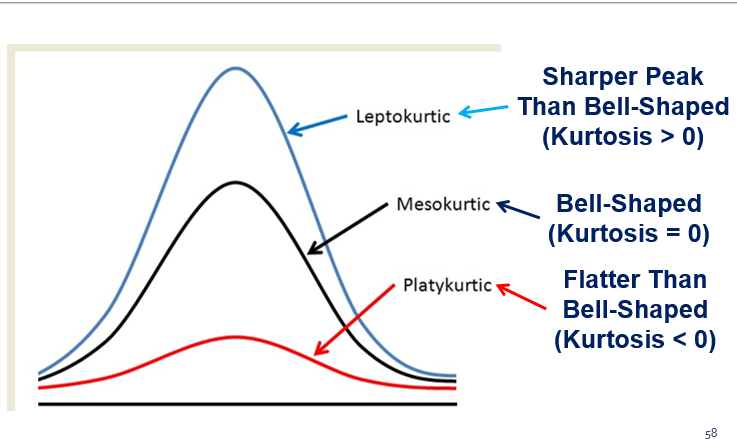 Sharper Peak
Than Bell-Shaped
(Kurtosis > 0)
Leptokurtic
Mesokurtic
Bell-Shaped
(Kurtosis = 0)
Platykurtic
Flatter Than
Bell-Shaped
(Kurtosis < 0)
58